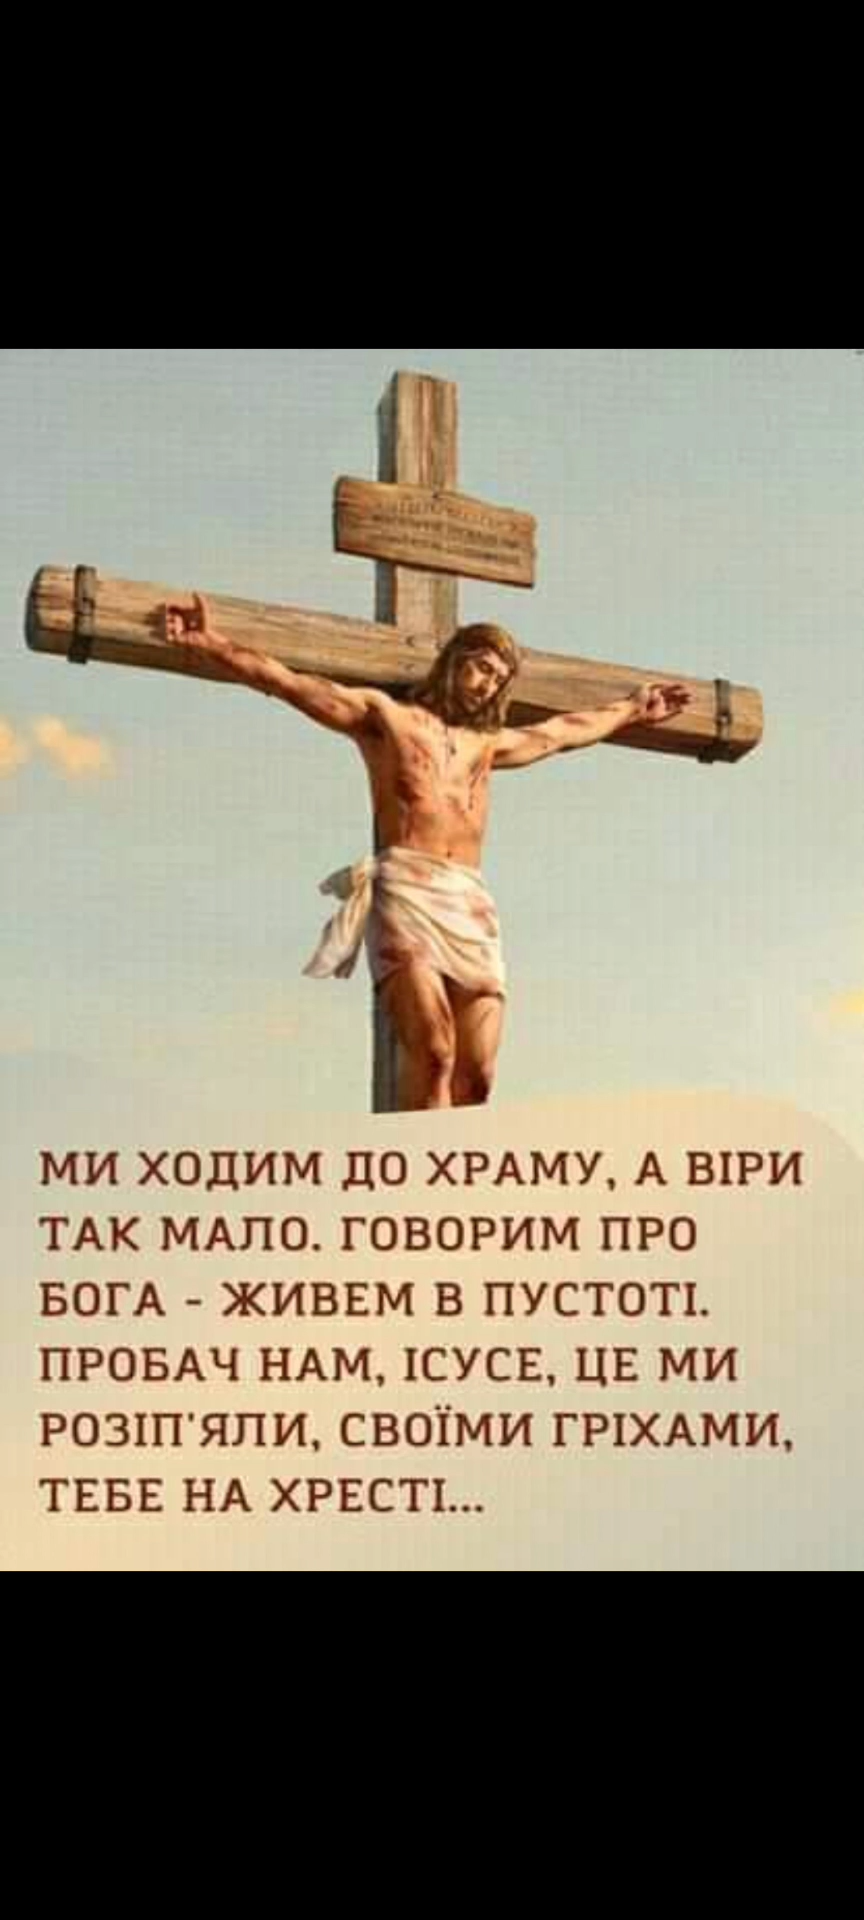 МИ ХОДИМ ДО ХРАМУ, А ВІРИ
ТАК МАЛО. ГОВОРИМ ПРО
БОГА - ЖИВЕМ В ПУСТОТІ.
ПРОБАЧ НАМ, ІСУСЕ, ЦЕ МИ
РОЗІП'ЯЛИ, СВОЇМИ ГРІХАМИ,
ТЕБЕ НА ХРЕСТІ...